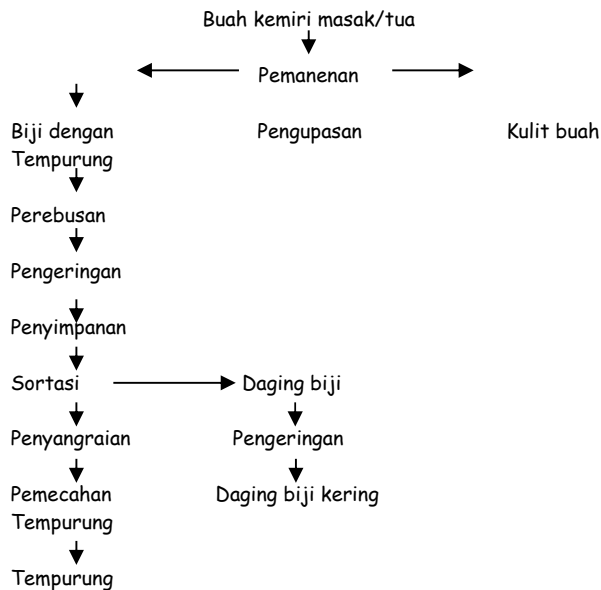 Buah kemiri masak/tua
Pemanenan
Biji dengan Pengupasan Kulit buah
Tempurung
Perebusan
Pengeringan
Penyimpanan
Sortasi Daging biji
Penyangraian Pengeringan
Pemecahan Daging biji kering
Tempurung
Tempurung